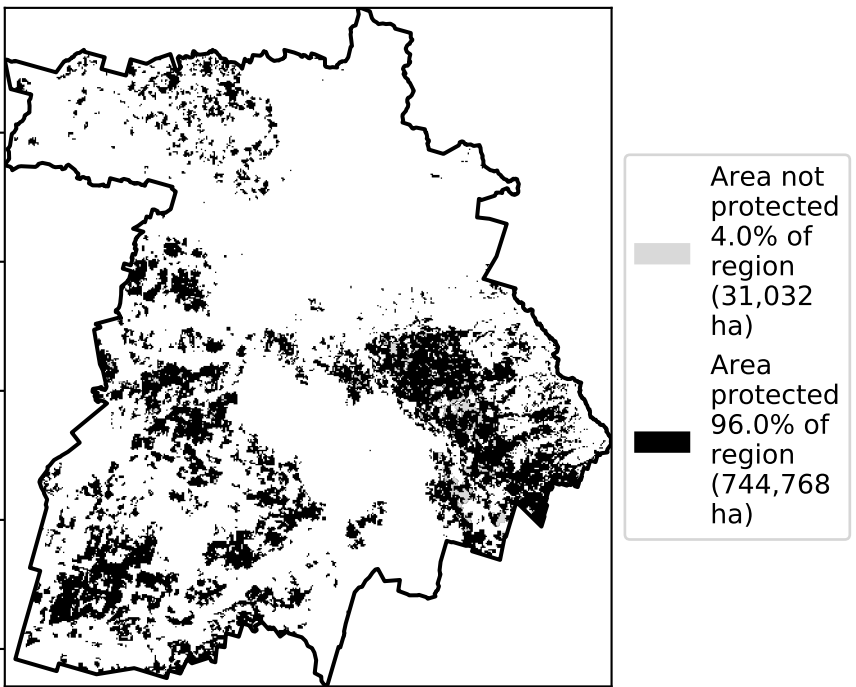 Area not
protected
4.0% of
region
(31,032
ha)
Area
protected
96.0% of
region
(744,768
ha)